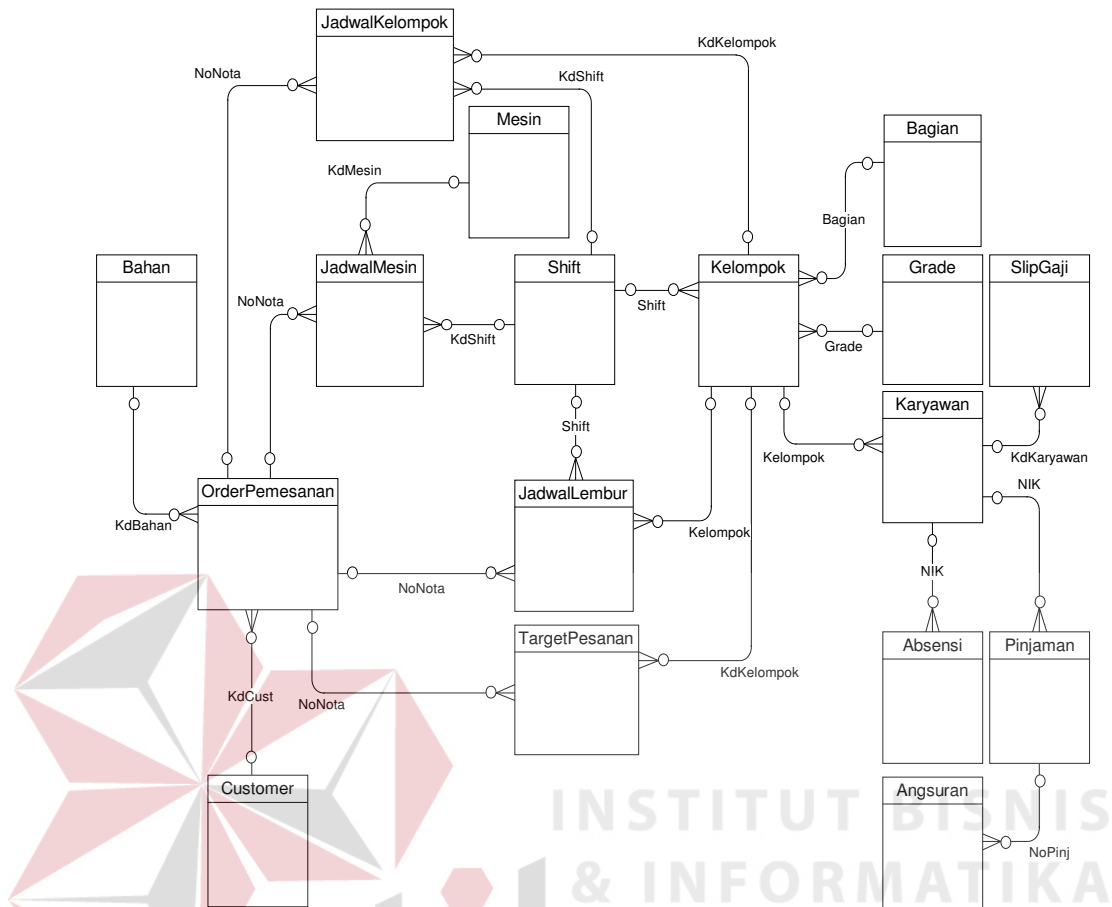 JadwalKelompok
KdKelompok
NoNota
KdShift
Mesin
Bagian
KdMesin
Bagian
Bahan
JadwalMesin
Shift
Kelompok
Grade
SlipGaji
NoNota
Shift
KdShift
Grade
Karyawan
Shift
Kelompok
KdKaryawan
NIK
OrderPemesanan
JadwalLembur
KdBahan
Kelompok
NIK
NoNota
TargetPesanan
Absensi
Pinjaman
KdKelompok
KdCust
NoNota
Customer
Angsuran
INSTITUT BISNIS
NoPinj
& INFORMATIKA